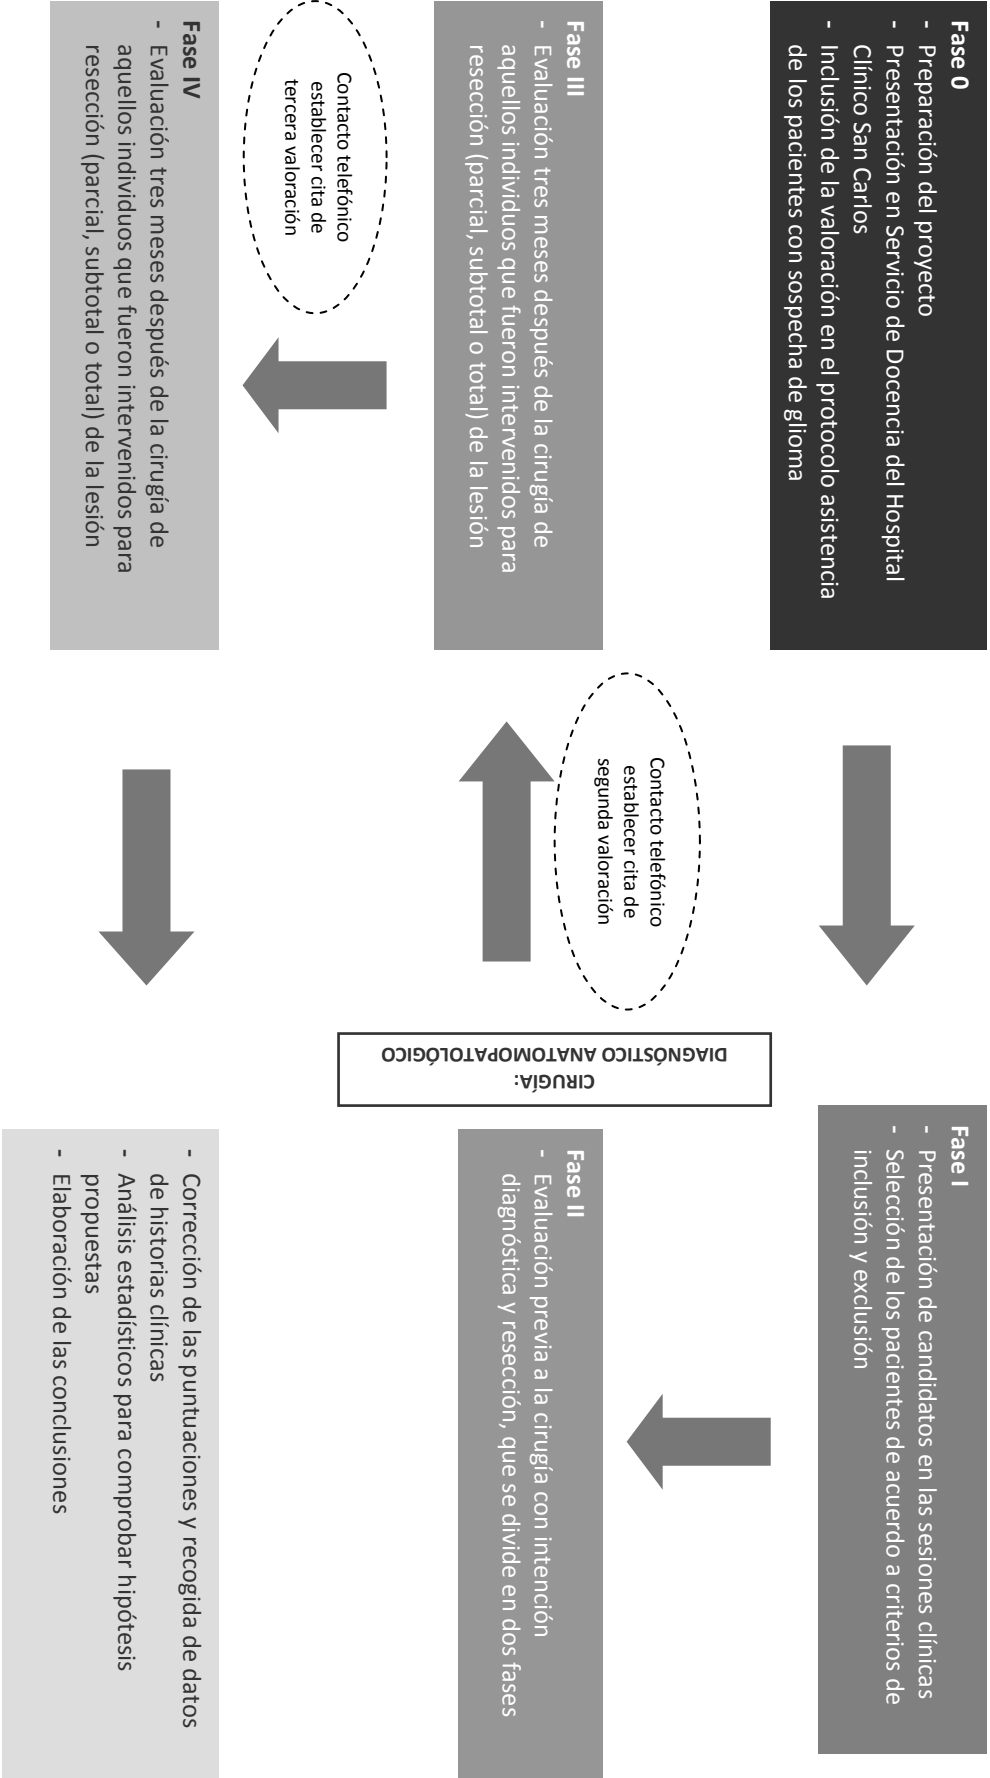 Fase 0
- Preparación del proyecto
- Presentación en Servicio de Docencia del Hospital
Clínico San Carlos
- Inclusión de la valoración en el protocolo asistencia
de los pacientes con sospecha de glioma
Fase I
- Presentación de candidatos en las sesiones clínicas
- Selección de los pacientes de acuerdo a criterios de
inclusión y exclusión
Fase II
- Evaluación previa a la cirugía con intención
diagnóstica y resección, que se divide en dos fases
CIRUGÍA:
DIAGNÓSTICO ANATOMOPATOLÓGICO
Contacto telefónico
establecer cita de
segunda valoración
Fase III
- Evaluación tres meses después de la cirugía de
aquellos individuos que fueron intervenidos para
resección (parcial, subtotal o total) de la lesión
Contacto telefónico
establecer cita de
tercera valoración
Fase IV
- Evaluación tres meses después de la cirugía de
aquellos individuos que fueron intervenidos para
resección (parcial, subtotal o total) de la lesión
- Corrección de las puntuaciones y recogida de datos
de historias clínicas
- Análisis estadísticos para comprobar hipótesis
propuestas
- Elaboración de las conclusiones